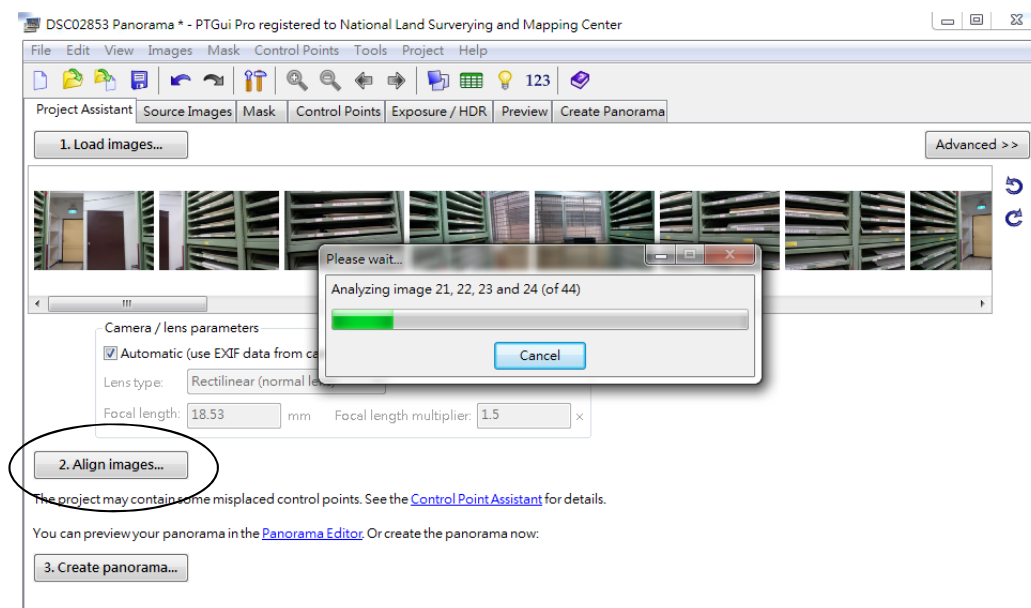 DSC02853 Panorama * - PTGui Pro registered to National Land Surverying and Mapping Center
File Edit View Images Mask Control Points Tools Project Help
123
Project Assistant Source Images Mask Control Points Exposure / HDR Preview Create Panorama
1. Load images... Advanced >>
Please wait...
Analyzing image 21, 22, 23 and 24 (of 44)
Cancel
Camera / lens parameters
Automatic (use EXIF data from
Lens type: Rectilinear (normal
Focal length: 18.53 mm Focal length multiplier: 1.5 ×
2. Align images...
The project may contain some misplaced control points. See the Control Point Assistant for details.
You can preview your panorama in the Panorama Editor. Or create the panorama now:
3. Create panorama...